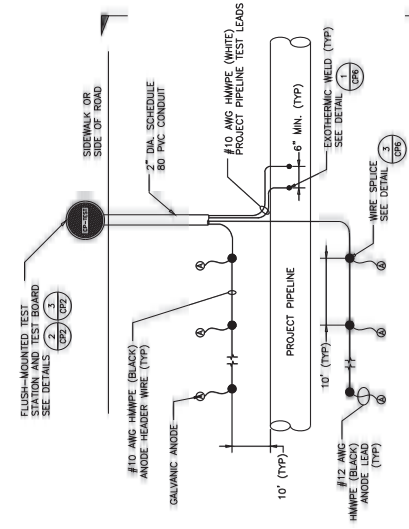 FLUSH-MOUNTED TEST
STATION AND TEST BOARD
SEE DETAILS
2
CP2
3
CP2
CP-TEST
SIDEWALK OR
SIDE OF ROAD
2" DIA. SCHEDULE
80 PVC CONDUIT
#10 AWG HMWPE (BLACK)
ANODE HEADER WIRE (TYP)
#10 AWG HMWPE (WHITE)
PROJECT PIPELINE TEST LEADS
GALVANIC ANODE
A
A
A
6" MIN. (TYP)
EXOTHERMIC WELD (TYP)
SEE DETAIL
1
CP6
PROJECT PIPELINE
10' (TYP)
10' (TYP)
WIRE SPLICE
SEE DETAIL
3
CP6
A
A
A
#12 AWG
HMWPE (BLACK)
ANODE LEAD
(TYP)